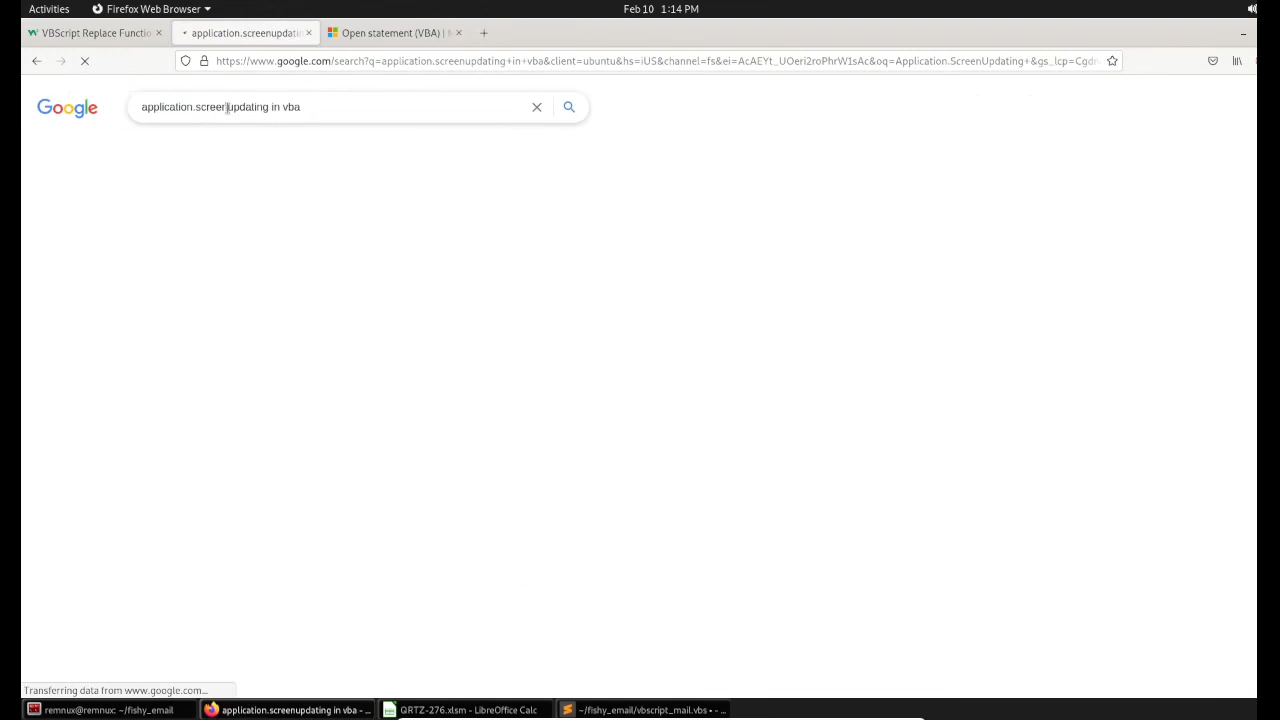 Activities Firefox Web Browser Feb 10 1:14 PM
VBScript Replace Functio application.screenupdatin Open statement (VBA) |
https://www.google.com/search?q=application.screenupdating+in+vba&client=ubuntu&hs=iUS&channel=fs&ei=AcAEYt_UOeri2roPhrW1sAc&oq=Application.ScreenUpdating+&gs_lcp=Cgdn
Google application.screenupdating in vba
Transferring data from www.google.com...
remnux@remnux: ~/fishy_email application.screenupdating in vba - ... QRTZ-276.xlsm - LibreOffice Calc ~/fishy_email/vbscript_mail.vbs • - ...